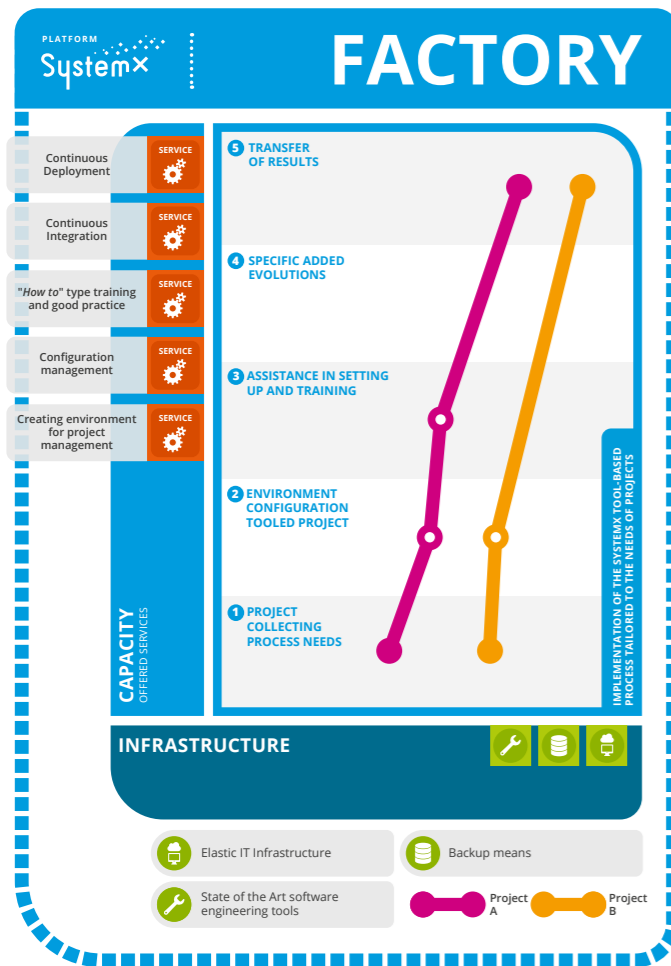 PLATFORM
Systemx
FACTORY
Continuous
Deployment
SERVICE
Continuous
Integration
SERVICE
"How to" type training
and good practice
SERVICE
Configuration
management
SERVICE
Creating environment
for project
management
SERVICE
CAPACITY
OFFERED SERVICES
5 TRANSFER
OF RESULTS
4 SPECIFIC ADDED
EVOLUTIONS
3 ASSISTANCE IN SETTING
UP AND TRAINING
2 ENVIRONMENT
CONFIGURATION
TOOLED PROJECT
1 PROJECT
COLLECTING
PROCESS NEEDS
IMPLEMENTATION OF THE SYSTEMX TOOL-BASED
PROCESS TAILORED TO THE NEEDS OF PROJECTS
INFRASTRUCTURE
Elastic IT Infrastructure
Backup means
State of the Art software
engineering tools
Project
A
Project
B